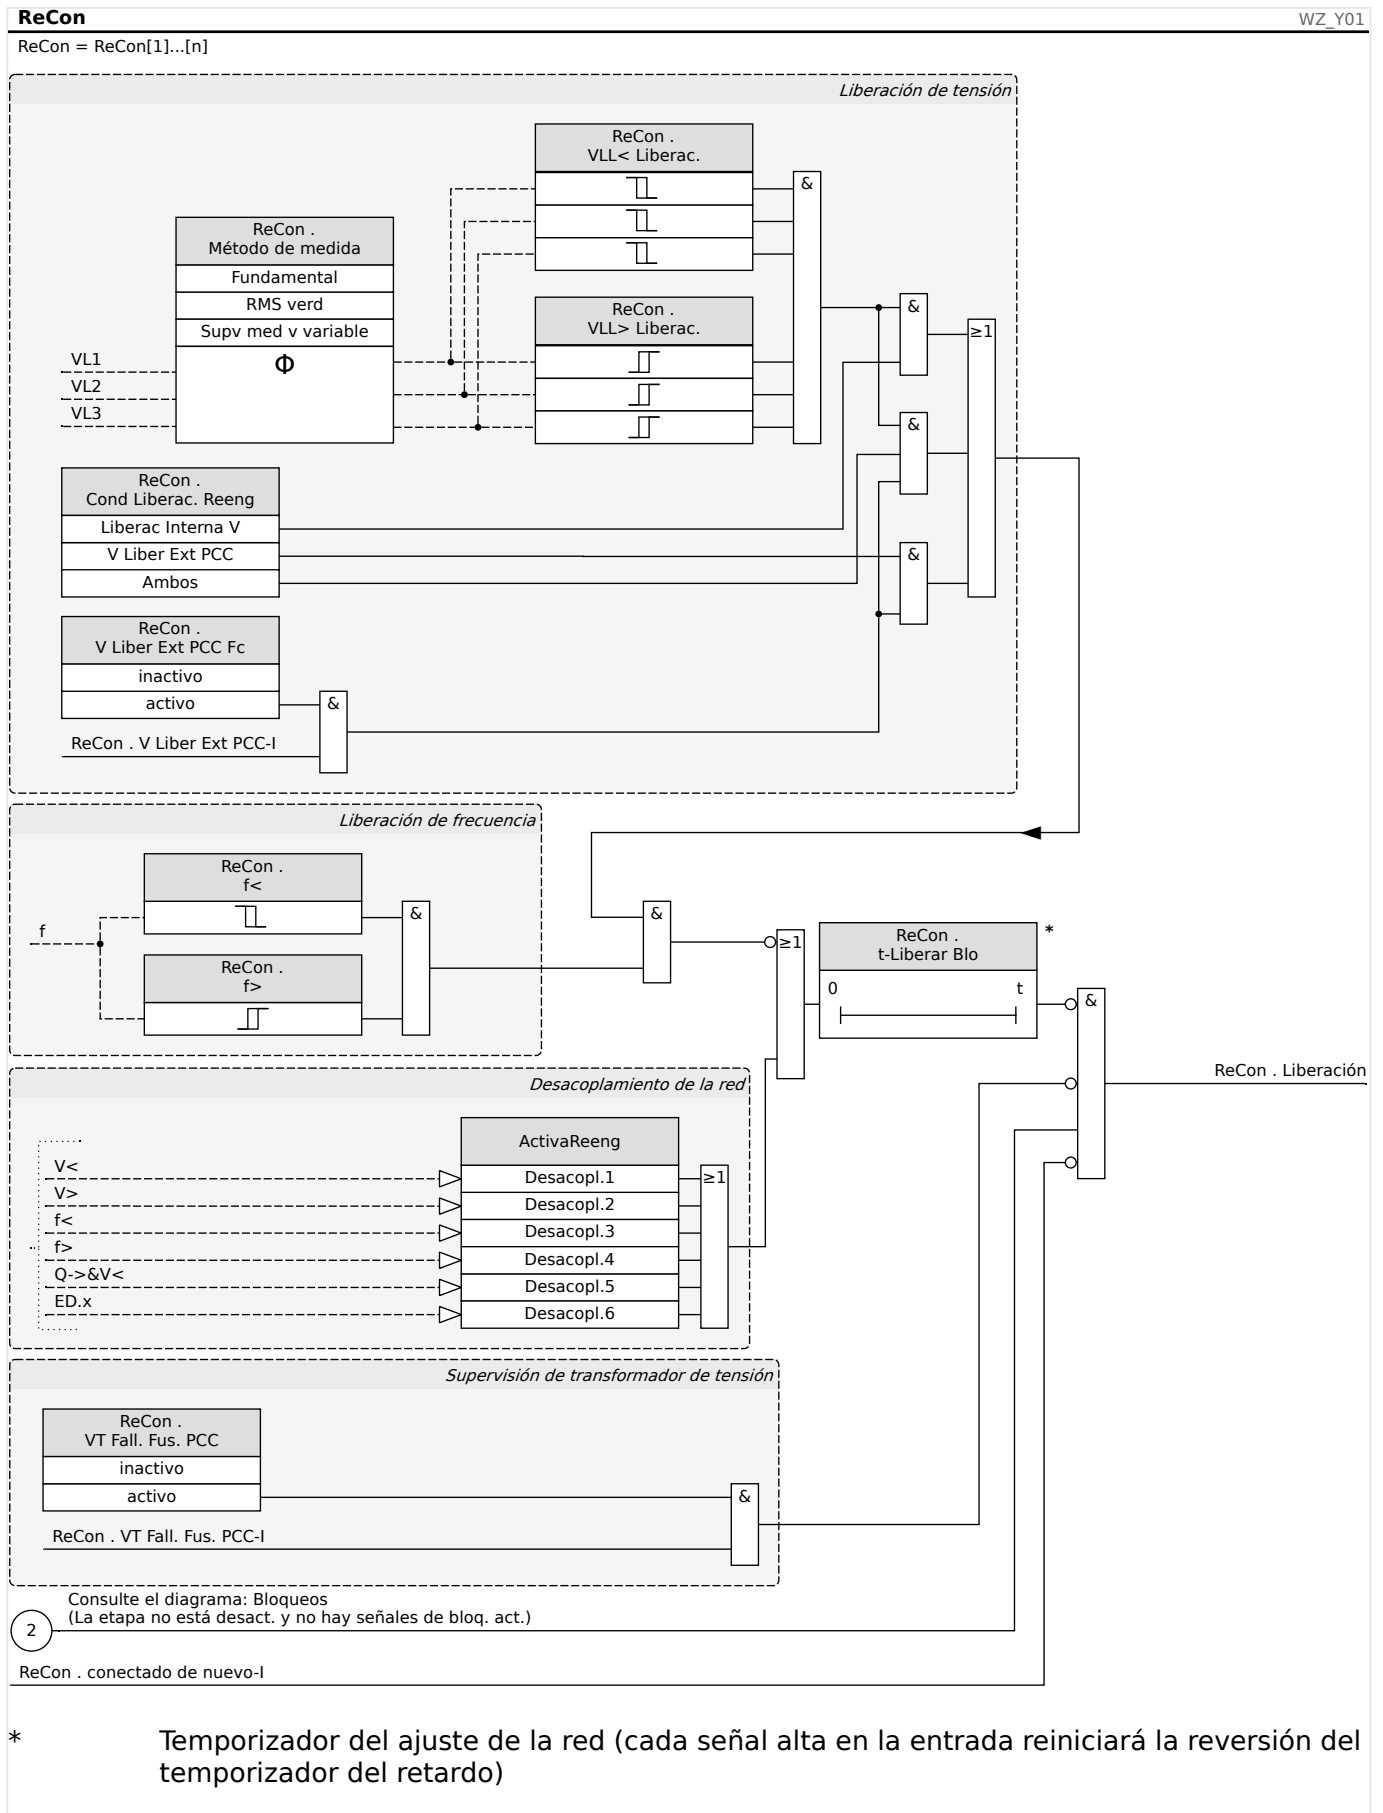 ReCon
WZ_Y01
ReCon = ReCon[1]...[n]
Liberación de tensión
ReCon .
VLL< Liberac.
&
ReCon .
Método de medida
Fundamental
RMS verd
Supv med v variable
Φ
VL1
VL2
VL3
ReCon .
VLL> Liberac.
&
≥1
&
ReCon .
Cond Liberac. Reeng
Liberac Interna V
V Liber Ext PCC
Ambos
&
ReCon .
V Liber Ext PCC Fc
inactivo
activo
&
ReCon . V Liber Ext PCC-I
Liberación de frecuencia
ReCon .
f<
f
&
ReCon .
f>
&
≥1
ReCon .
t-Liberar Blo
*
0 t
&
ReCon . Liberación
Desacoplamiento de la red
ActivaReeng
V<
Desacopl.1
≥1
V>
Desacopl.2
f<
Desacopl.3
f>
Desacopl.4
Q->&V<
Desacopl.5
ED.x
Desacopl.6
Supervisión de transformador de tensión
ReCon .
VT Fall. Fus. PCC
inactivo
activo
&
ReCon . VT Fall. Fus. PCC-I
Consulte el diagrama: Bloqueos
(La etapa no está desact. y no hay señales de bloq. act.)
2
ReCon . conectado de nuevo-I
* Temporizador del ajuste de la red (cada señal alta en la entrada reiniciará la reversión del
temporizador del retardo)